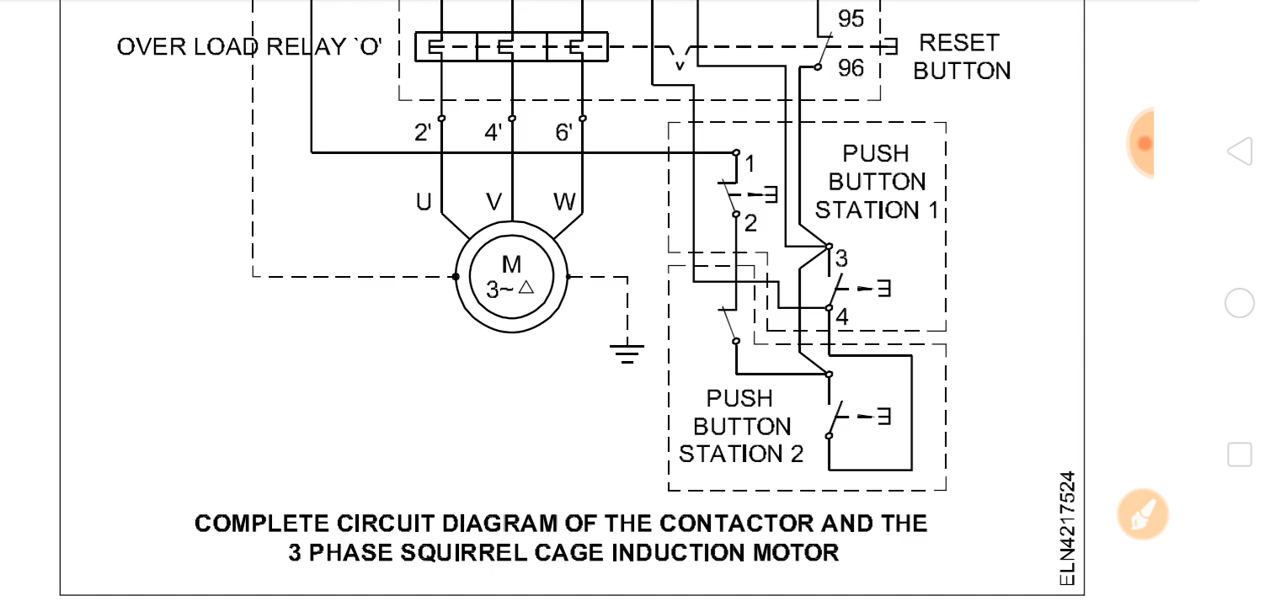 95
OVER LOAD RELAY `O'
RESET
BUTTON
96
2'
4'
6'
1
PUSH
BUTTON
STATION 1
U
V
W
2
3
M
3~ △
4
PUSH
BUTTON
STATION 2
COMPLETE CIRCUIT DIAGRAM OF THE CONTACTOR AND THE
3 PHASE SQUIRREL CAGE INDUCTION MOTOR
ELN4217524